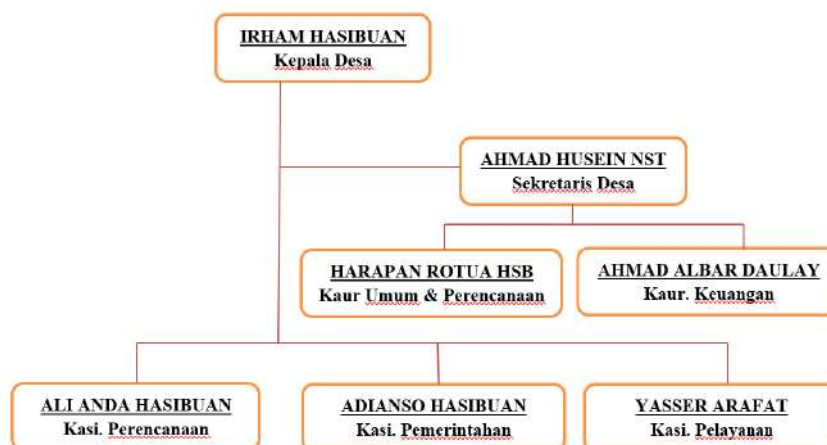 IRHAM HASIBUAN
Kepala Desa
AHMAD HUSEIN NST
Sekretaris Desa
HARAPAN ROTUA HSB
Kaur Umum & Perencanaan
AHMAD ALBAR DAULAY
Kaur. Keuangan
ALI ANDA HASIBUAN
Kasi. Perencanaan
ADIANSO HASIBUAN
Kasi. Pemerintahan
YASSER ARAFAT
Kasi. Pelayanan